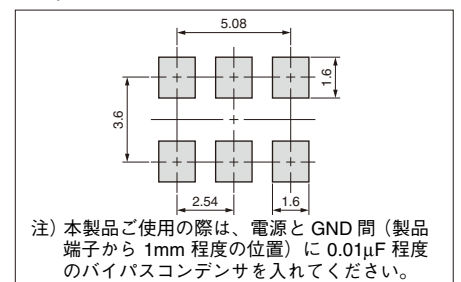 5.08
1.6
3.6
2.54
1.6
注）本製品ご使用の際は、電源と GND 間（製品
端子から 1mm 程度の位置）に 0.01μF 程度
のバイパスコンデンサを入れてください。